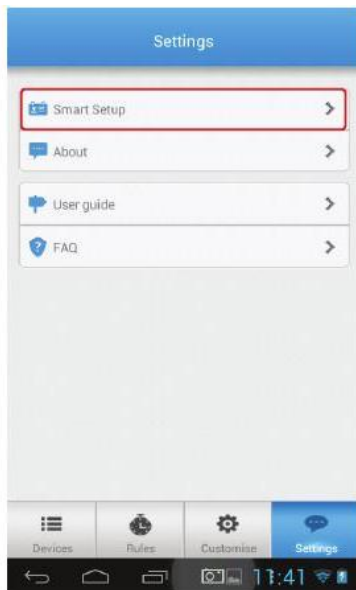 Settings
Smart Setup
About
User guide
FAQ
Devices Rules Customise Settings
11:41